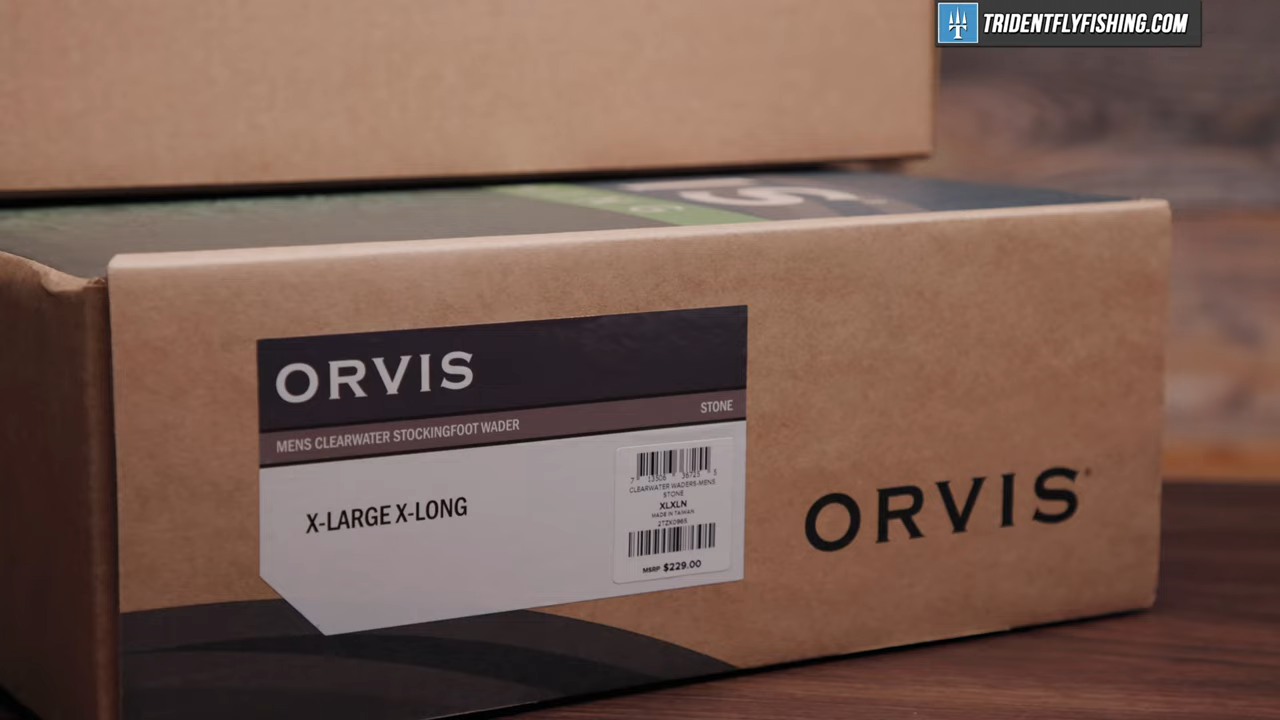 TRIDENTFLYFISHING.COM
ORVIS
MENS CLEARWATER STOCKINGFOOT WADER
STONE
X-LARGE X-LONG
CLEARWATER WADERS-MENS
STONE
XLXLN
MADE IN TAIWAN
MSRP $229.00
ORVIS